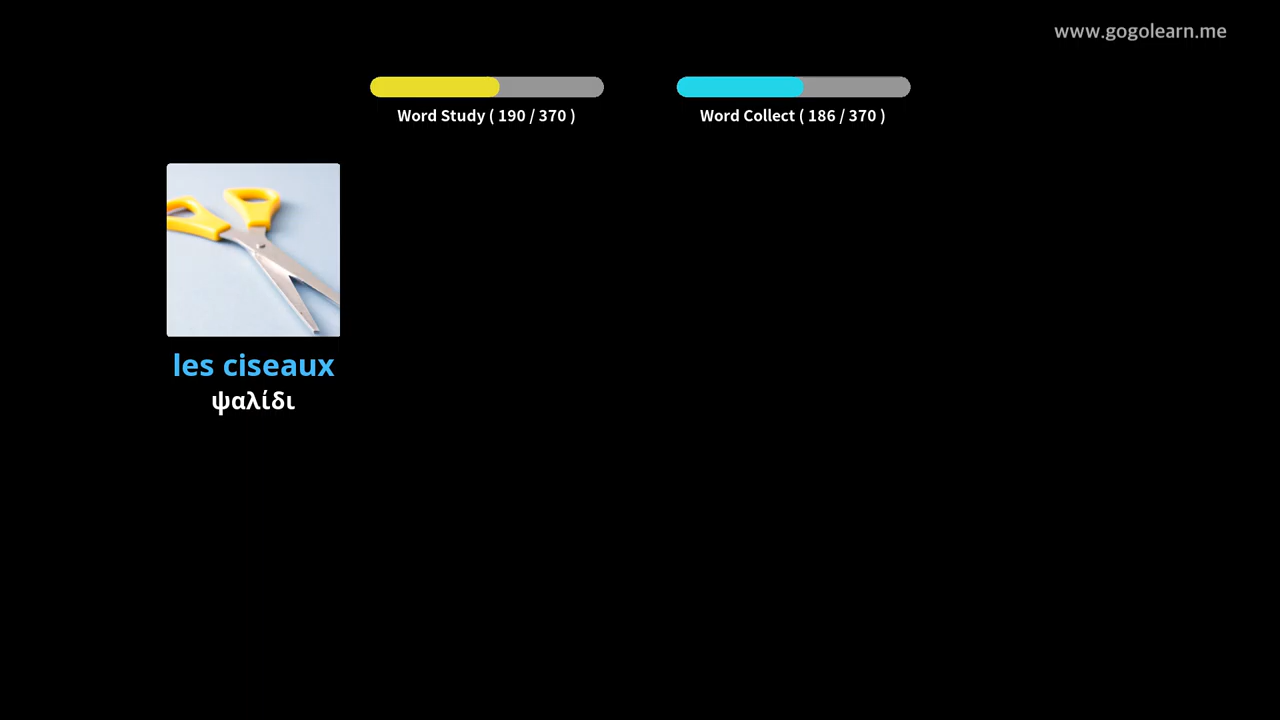 www.gogolearn.me
Word Study ( 190 / 370 )
Word Collect ( 186 / 370 )
les ciseaux
ψαλίδι